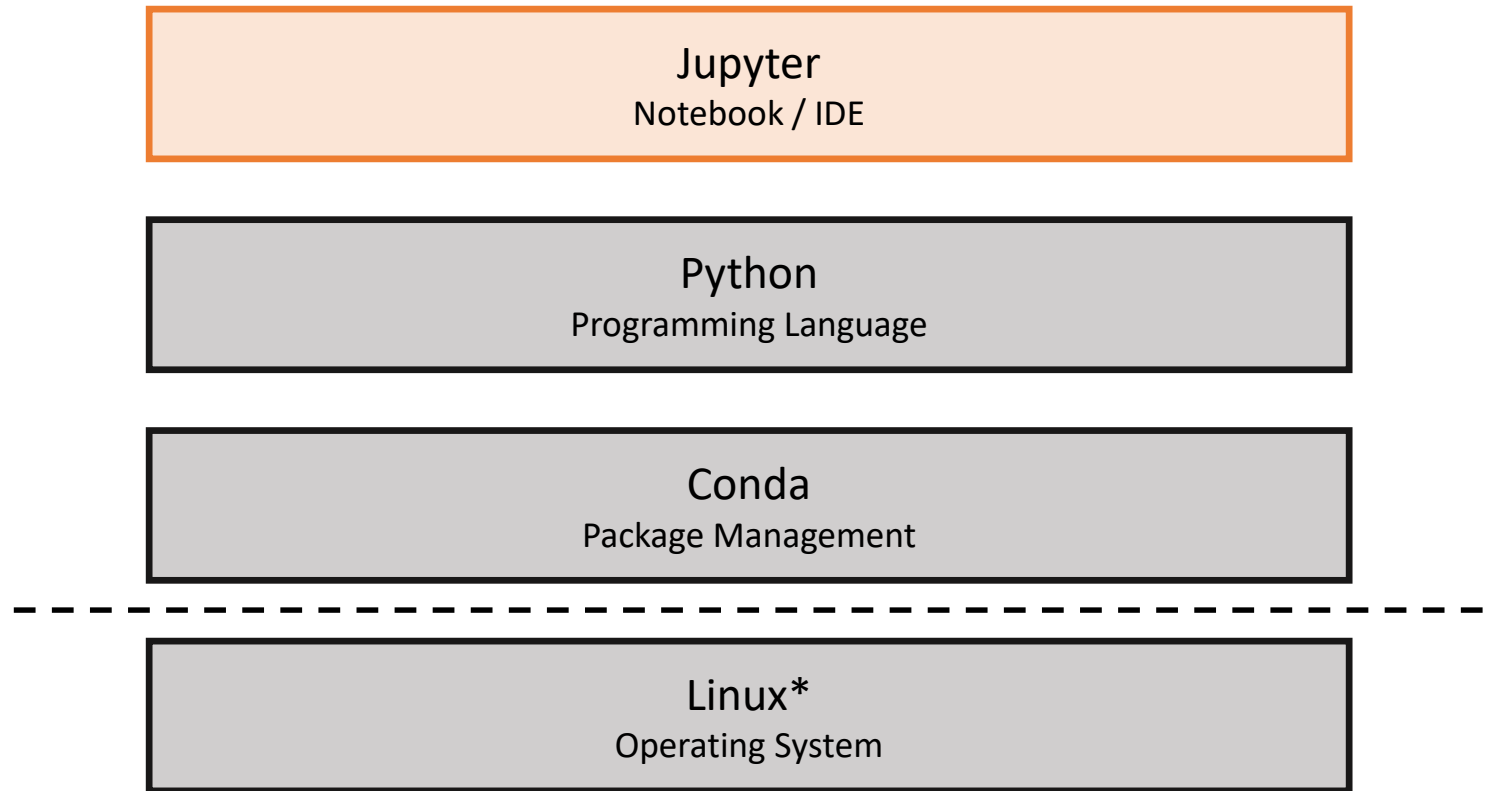 Jupyter
Notebook / IDE
Python
Programming Language
Conda
Package Management
Linux*
Operating System